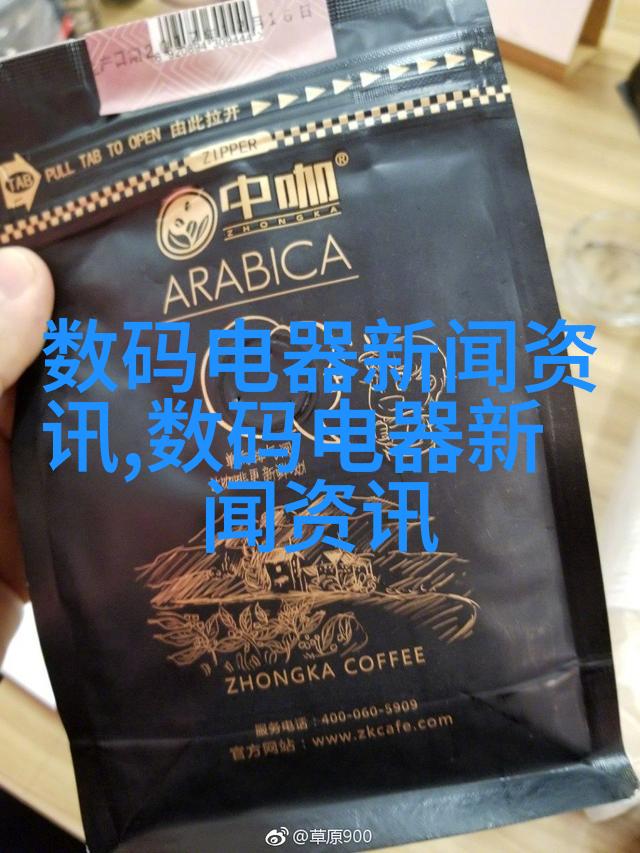 PULL TAB TO OPEN 由此拉开
TAB
ZIPPER
中咖®
ZHONGKA
ARABICA
数码电器新闻资
讯,数码电器新
闻资讯
ZHONGKA COFFEE
服务电话:400-060-5909
官方网站:www.zkcafe.com
@草原900